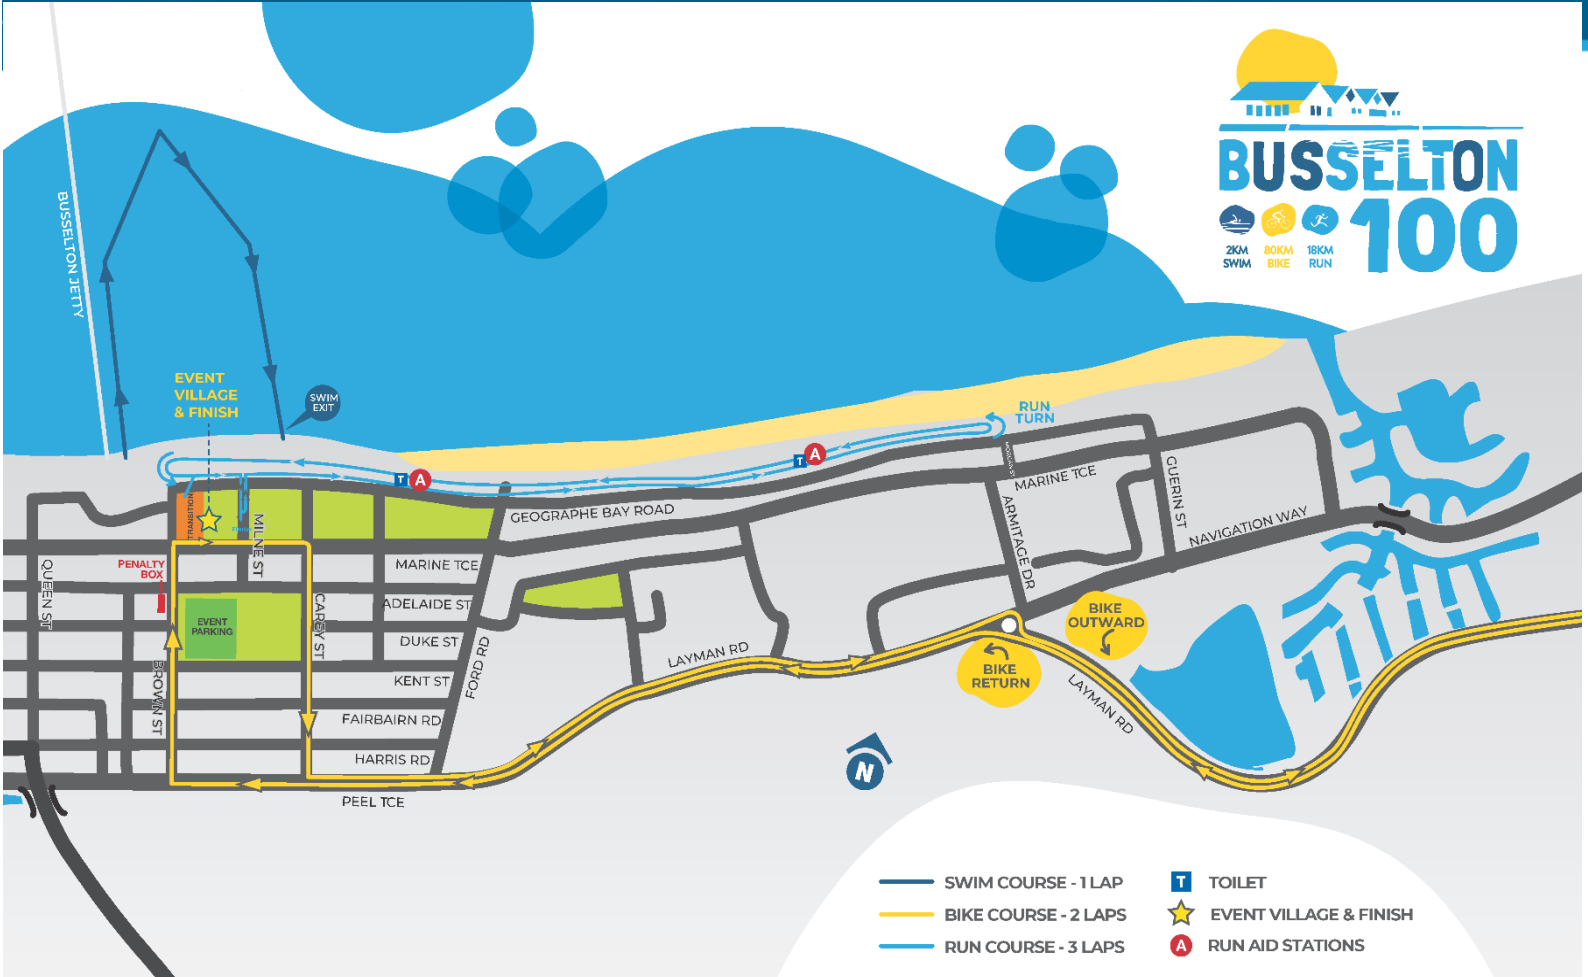 BUSSELTON
100
2KM
SWIM
80KM
BIKE
18KM
RUN
BUSSELTON JETTY
EVENT
VILLAGE
& FINISH
SWIM
EXIT
RUN
TURN
T A
T A
TRANSITION
FINISH
MILNE ST
GEOGRAPHE BAY ROAD
MARINE TCE
GUERIN ST
NAVIGATION WAY
ARMITAGE DR
PENALTY
BOX
QUEEN ST
MARINE TCE
ADELAIDE ST
CAREY ST
EVENT
PARKING
DUKE ST
KENT ST
FORD RD
BROWN ST
FAIRBAIRN RD
HARRIS RD
PEEL TCE
LAYMAN RD
BIKE
OUTWARD
BIKE
RETURN
LAYMAN RD
N
SWIM COURSE - 1 LAP
BIKE COURSE - 2 LAPS
RUN COURSE - 3 LAPS
T TOILET
EVENT VILLAGE & FINISH
A RUN AID STATIONS